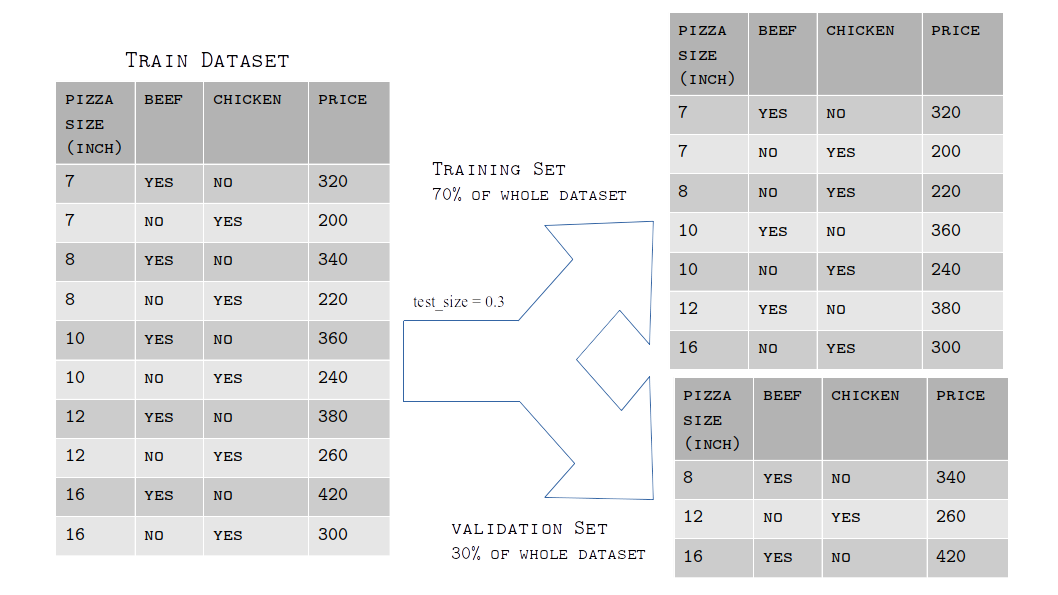 Train Dataset
PIZZA SIZE (INCH) BEEF CHICKEN PRICE
7 YES NO 320
7 NO YES 200
8 YES NO 340
8 NO YES 220
10 YES NO 360
10 NO YES 240
12 YES NO 380
12 NO YES 260
16 YES NO 420
16 NO YES 300
Training Set
70% of whole dataset
test_size = 0.3
validation Set
30% of whole dataset
PIZZA SIZE (INCH) BEEF CHICKEN PRICE
7 YES NO 320
7 NO YES 200
8 NO YES 220
10 YES NO 360
10 NO YES 240
12 YES NO 380
16 NO YES 300
PIZZA SIZE (INCH) BEEF CHICKEN PRICE
8 YES NO 340
12 NO YES 260
16 YES NO 420